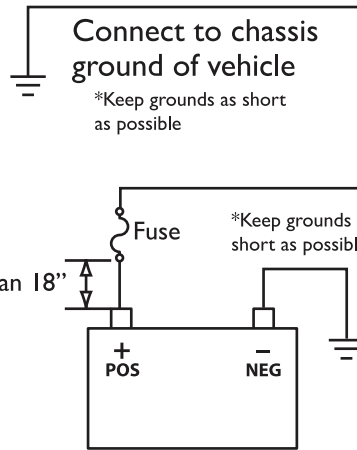 Connect to chassis
ground of vehicle
*Keep grounds as short
as possible
Fuse
*Keep grounds
short as possibl
an 18”
+
POS
–
NEG